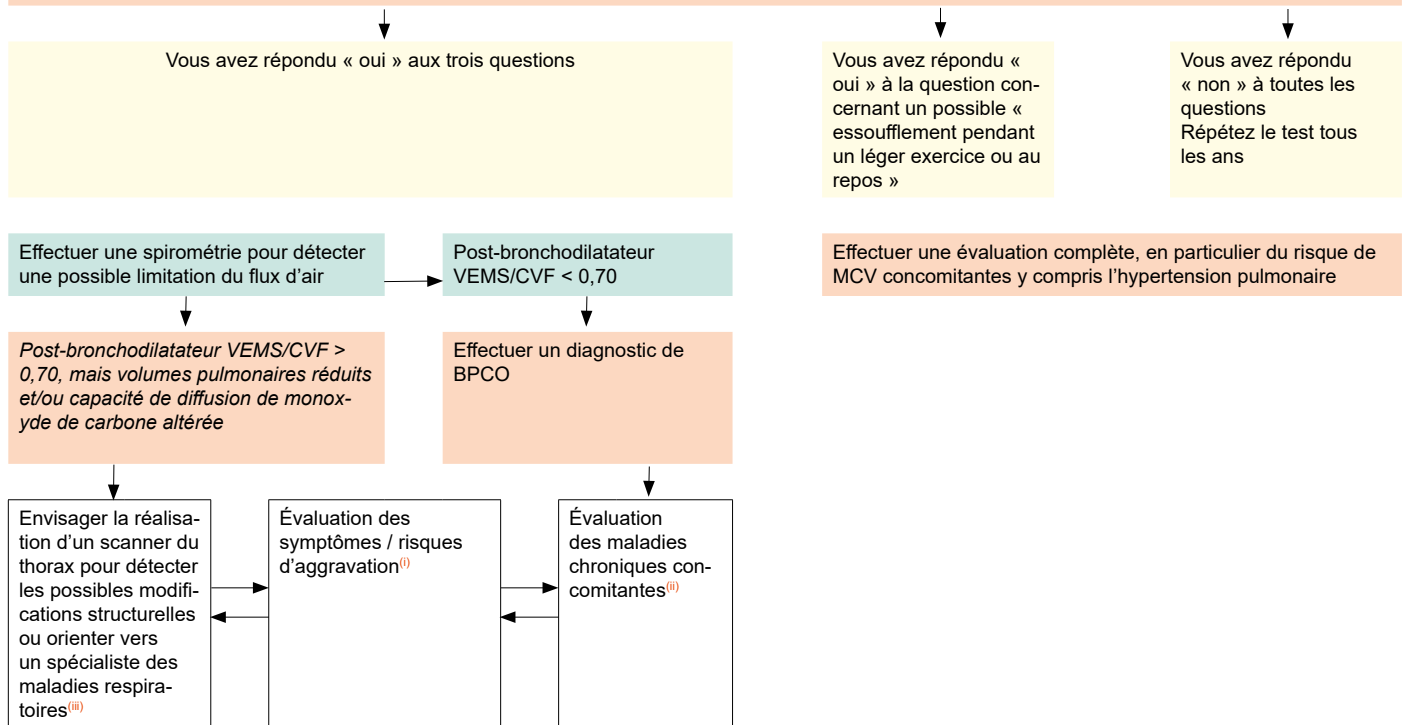 Vous avez répondu « oui » aux trois questions
Vous avez répondu «
oui » à la question con-
cernant un possible «
essoufflement pendant
un léger exercice ou au
repos »
Vous avez répondu
« non » à toutes les
questions
Répétez le test tous
les ans
Effectuer une spirométrie pour détecter
une possible limitation du flux d’air
Post-bronchodilatateur
VEMS/CVF < 0,70
Effectuer une évaluation complète, en particulier du risque de
MCV concomitantes y compris l’hypertension pulmonaire
Post-bronchodilatateur VEMS/CVF >
0,70, mais volumes pulmonaires réduits
et/ou capacité de diffusion de monox-
yde de carbone altérée
Effectuer un diagnostic de
BPCO
Envisager la réalisa-
tion d’un scanner du
thorax pour détecter
les possibles modifi-
cations structurelles
ou orienter vers
un spécialiste des
maladies respira-
toires(iii)
Évaluation des
symptômes / risques
d’aggravation(i)
Évaluation
des maladies
chroniques con-
comitantes(ii)